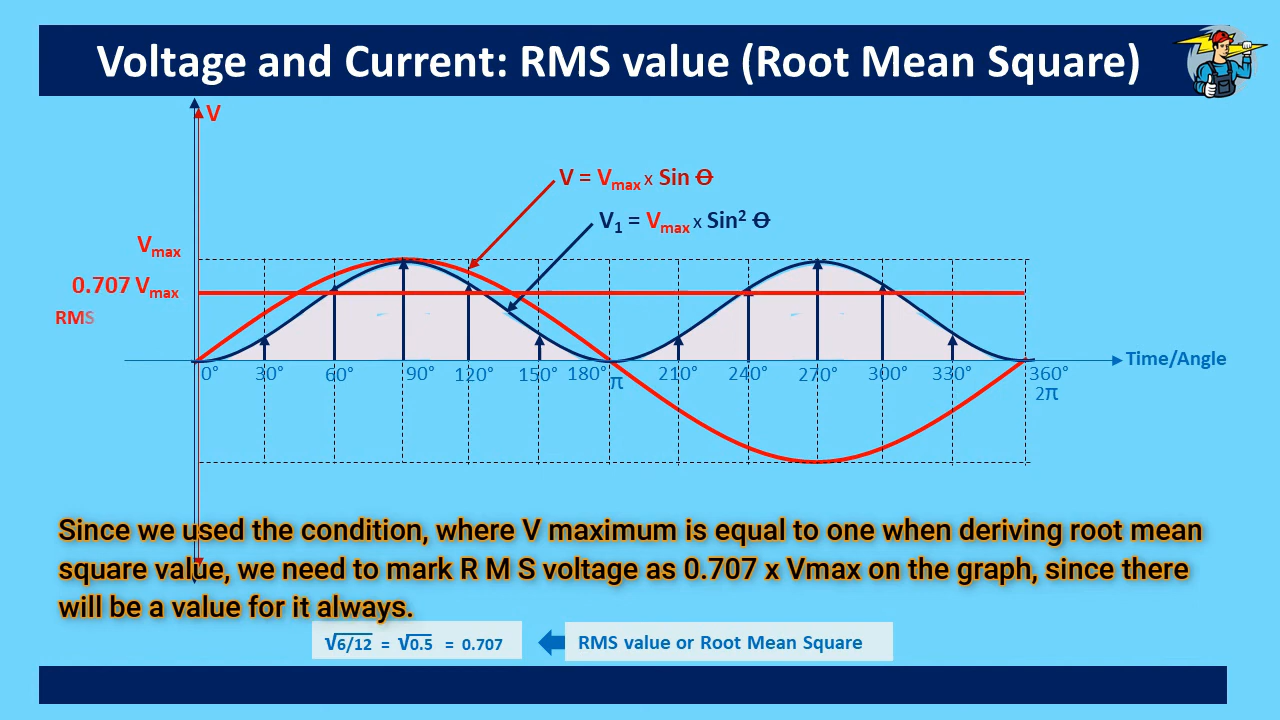 Voltage and Current: RMS value (Root Mean Square)
V
V = Vmax x Sin Ɵ
V1 = Vmax x Sin² Ɵ
Vmax
0.707 Vmax
RMS
0° 30° 60° 90° 120° 150° 180° π 210° 240° 270° 300° 330° 360°
2π
Time/Angle
Since we used the condition, where V maximum is equal to one when deriving root mean
square value, we need to mark R M S voltage as 0.707 x Vmax on the graph, since there
will be a value for it always.
√6/12 = √0.5 = 0.707
RMS value or Root Mean Square